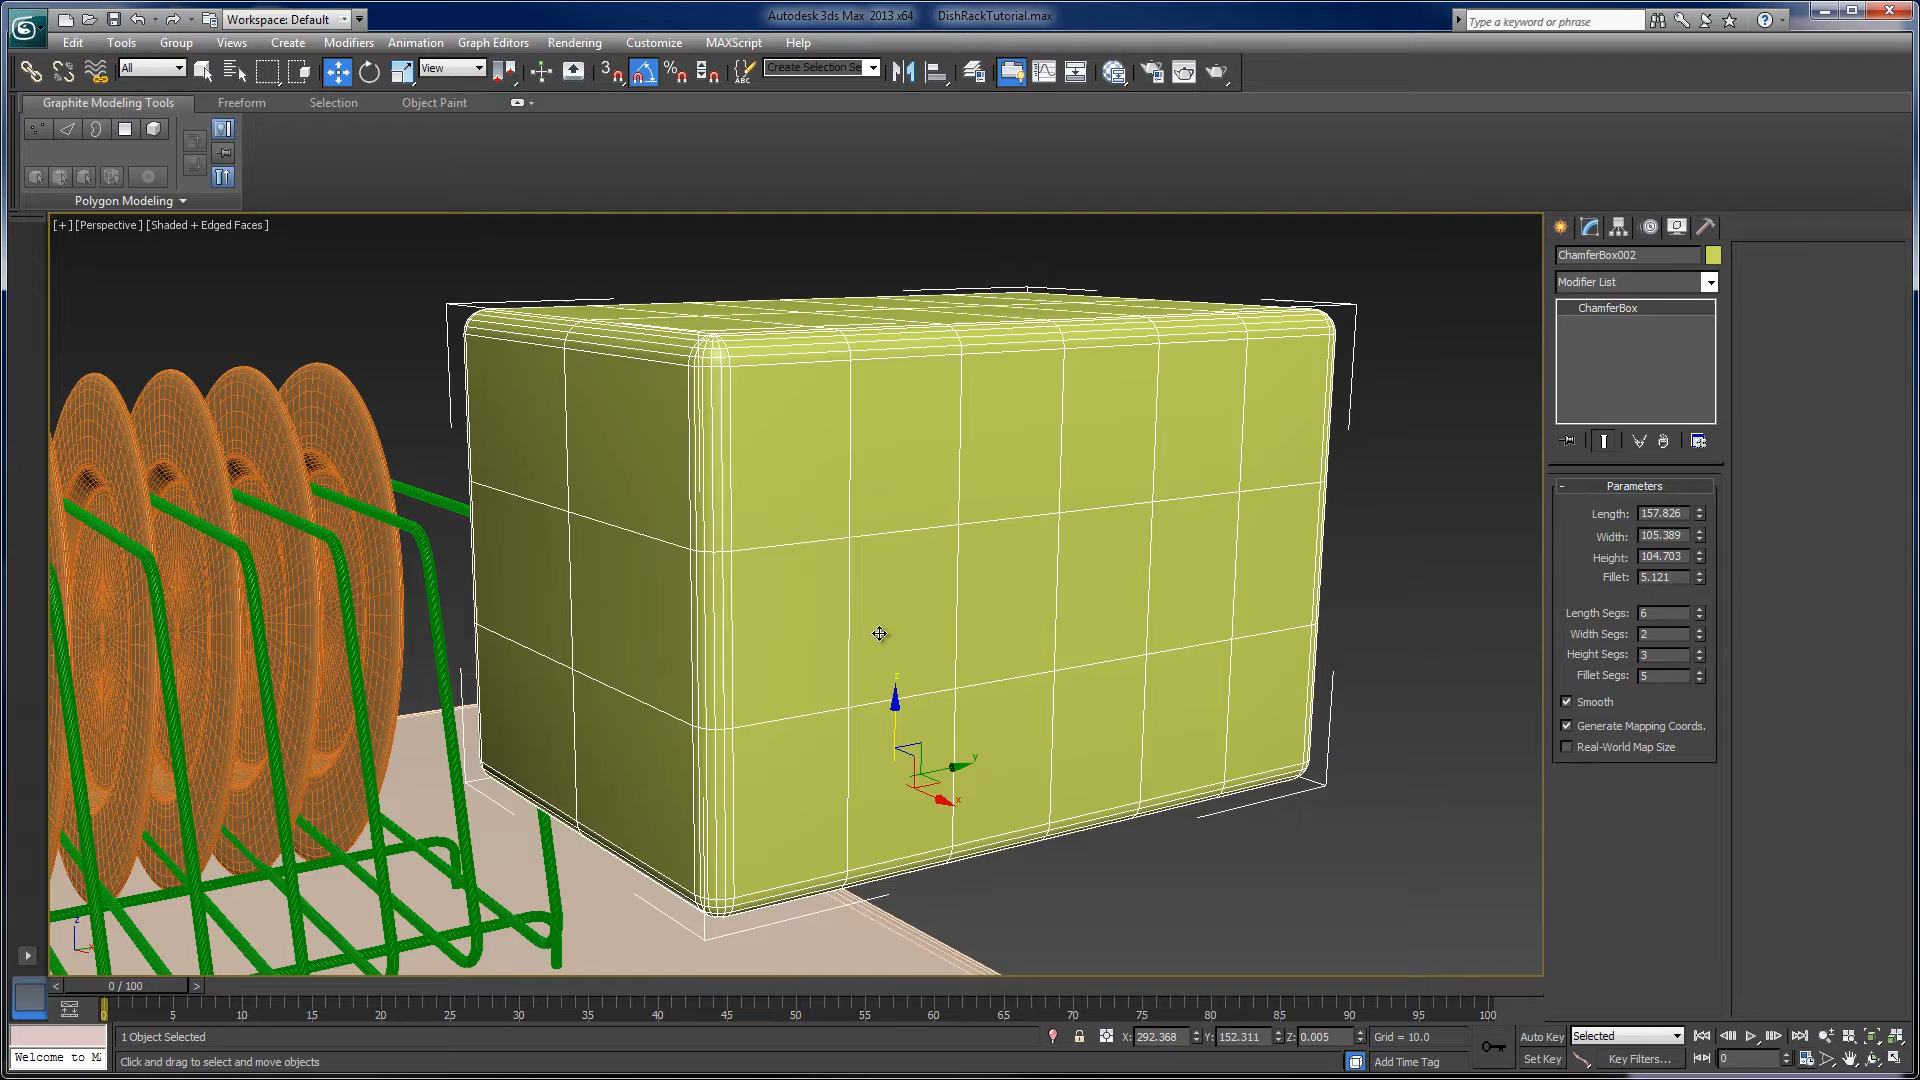 Workspace: Default
Autodesk 3ds Max 2013 x64 DishRackTutorial.max
Type a keyword or phrase
Edit Tools Group Views Create Modifiers Animation Graph Editors Rendering Customize MAXScript Help
All
View
Create Selection Se
Graphite Modeling Tools Freeform Selection Object Paint
Polygon Modeling
[+] [Perspective] [Shaded + Edged Faces]
ChamferBox002
Modifier List
ChamferBox
Parameters
Length: 157.826
Width: 105.389
Height: 104.703
Fillet: 5.121
Length Segs: 6
Width Segs: 2
Height Segs: 3
Fillet Segs: 5
Smooth
Generate Mapping Coords.
Real-World Map Size
z
y
x
z
x
< 0 / 100 >
0 5 10 15 20 25 30 35 40 45 50 55 60 65 70 75 80 85 90 95 100
1 Object Selected X: 292.368 Y: 152.311 Z: 0.005 Grid = 10.0 Auto Key Selected
Welcome to M
Click and drag to select and move objects Add Time Tag Set Key Key Filters... 0